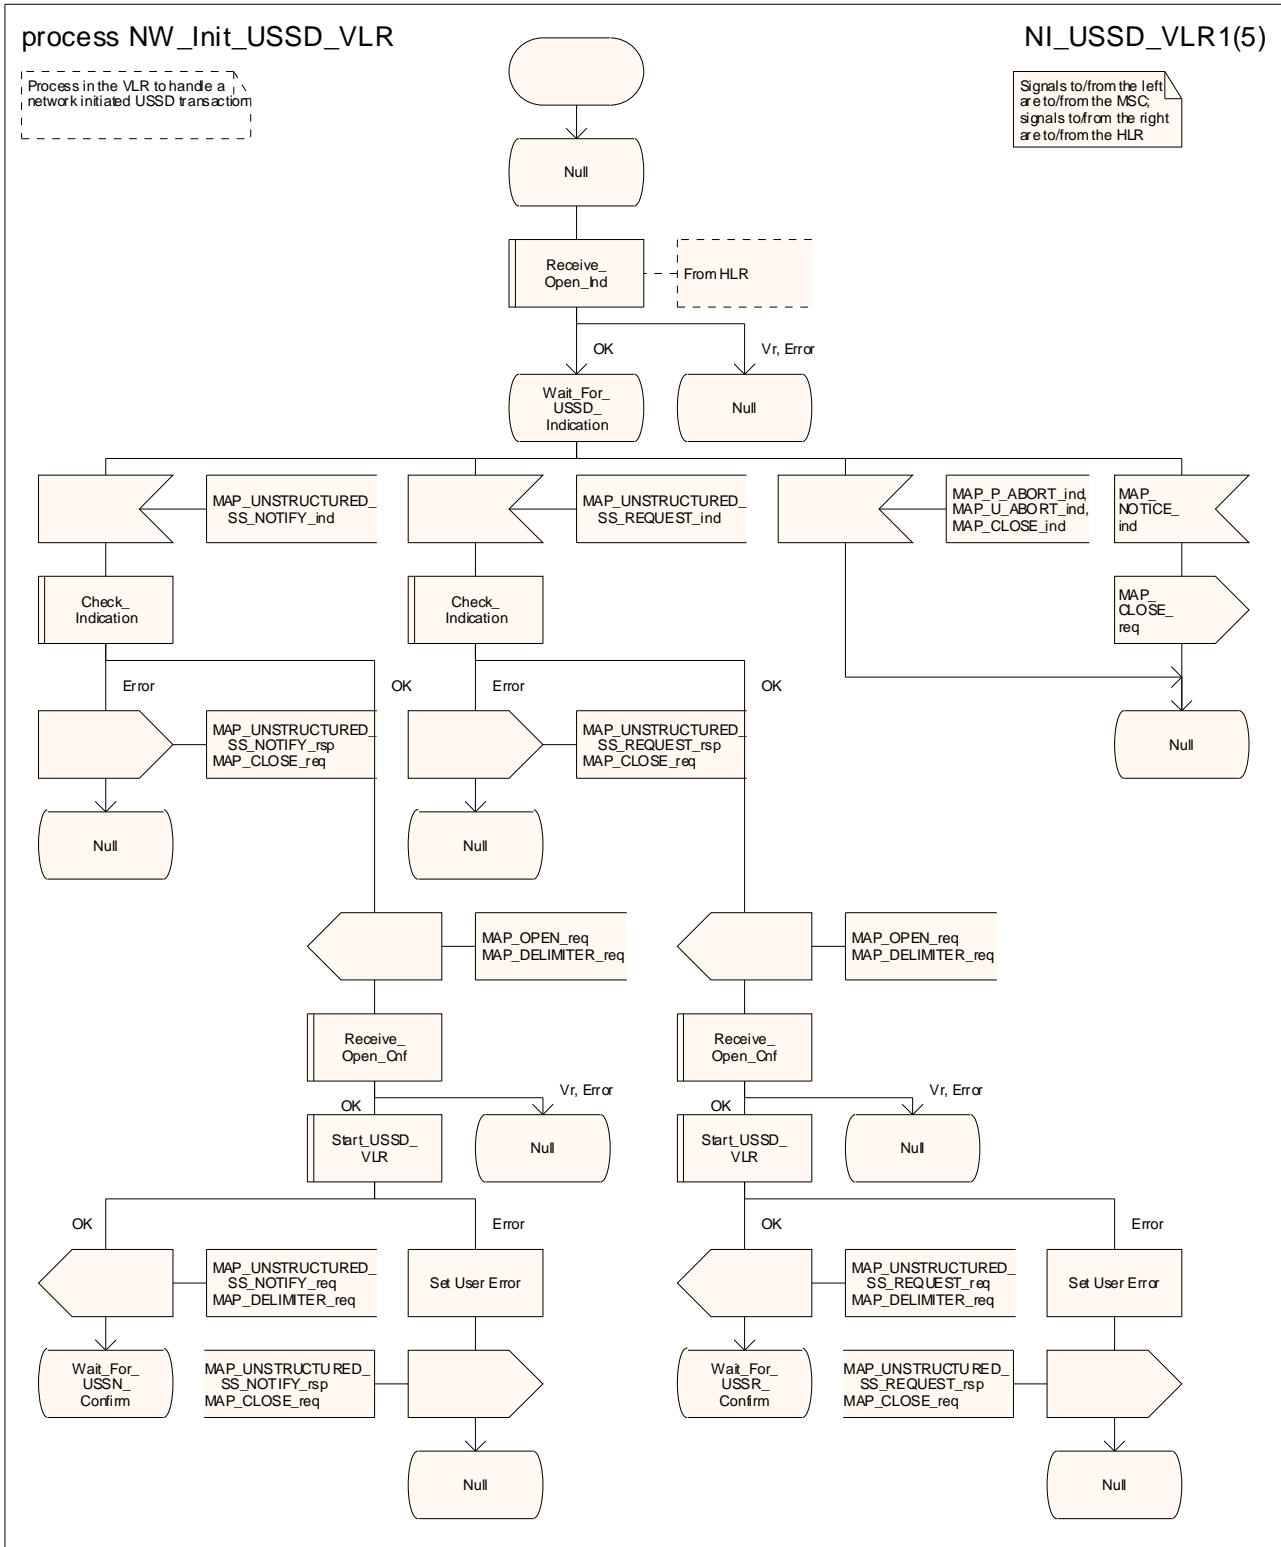 process NW_Init_USSD_VLR
NI_USSD_VLR1(5)
Process in the VLR to handle a
network initiated USSD transaction
Signals to/from the left
are to/from the MSC;
signals to/from the right
are to/from the HLR
Null
Receive_
Open_Ind
From HLR
OK
Vr, Error
Wait_For_
USSD_
Indication
Null
MAP_UNSTRUCTURED_
SS_NOTIFY_ind
MAP_UNSTRUCTURED_
SS_REQUEST_ind
MAP_P_ABORT_ind,
MAP_U_ABORT_ind,
MAP_CLOSE_ind
MAP_
NOTICE_
ind
Check_
Indication
Check_
Indication
MAP_
CLOSE_
req
Error
OK
Error
OK
MAP_UNSTRUCTURED_
SS_NOTIFY_rsp
MAP_CLOSE_req
MAP_UNSTRUCTURED_
SS_REQUEST_rsp
MAP_CLOSE_req
Null
Null
Null
MAP_OPEN_req
MAP_DELIMITER_req
MAP_OPEN_req
MAP_DELIMITER_req
Receive_
Open_Cnf
Receive_
Open_Cnf
OK
Vr, Error
OK
Vr, Error
Start_USSD_
VLR
Null
Start_USSD_
VLR
Null
OK
Error
OK
Error
MAP_UNSTRUCTURED_
SS_NOTIFY_req
MAP_DELIMITER_req
Set User Error
MAP_UNSTRUCTURED_
SS_REQUEST_req
MAP_DELIMITER_req
Set User Error
Wait_For_
USSN_
Confirm
MAP_UNSTRUCTURED_
SS_NOTIFY_rsp
MAP_CLOSE_req
Wait_For_
USSR_
Confirm
MAP_UNSTRUCTURED_
SS_REQUEST_rsp
MAP_CLOSE_req
Null
Null